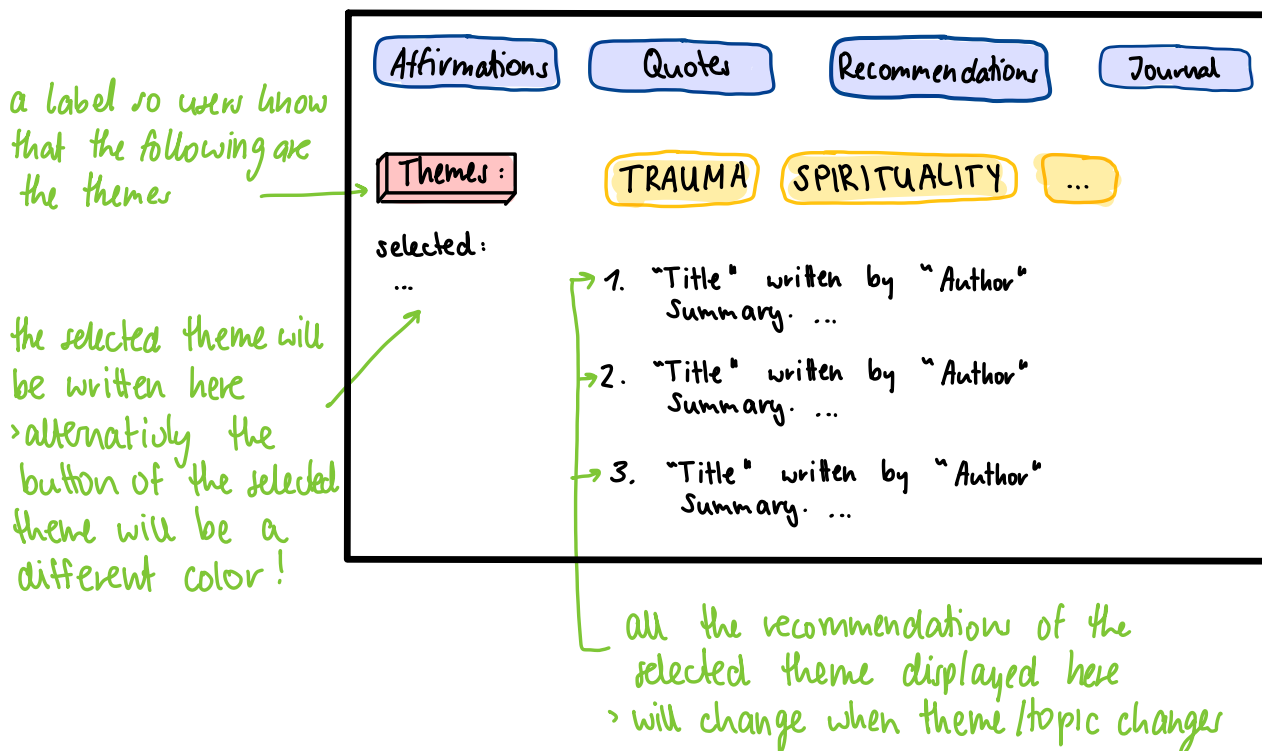 Affirmations Quotes Recommendations Journal
a label so users know
that the following are
the themes
Themes: TRAUMA SPIRITUALITY ...
selected:
...
the selected theme will
be written here
>alternativly the
button of the selected
theme will be a
different color!
1. "Title" written by "Author"
Summary. ...
2. "Title" written by "Author"
Summary. ...
3. "Title" written by "Author"
Summary. ...
all the recommendations of the
selected theme displayed here
> will change when theme/topic changes